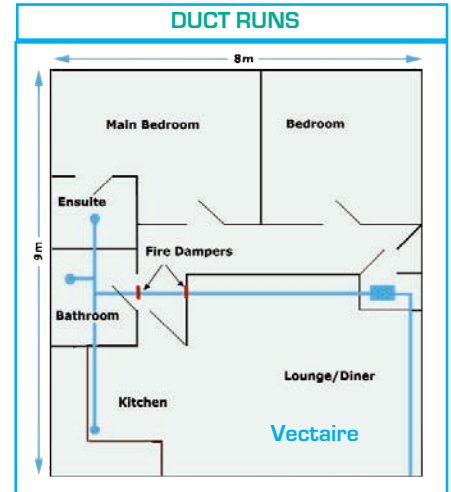 DUCT RUNS
8m
Main Bedroom
Bedroom
Ensuite
9m
Fire Dampers
Bathroom
Lounge/Diner
Kitchen
Vectaire